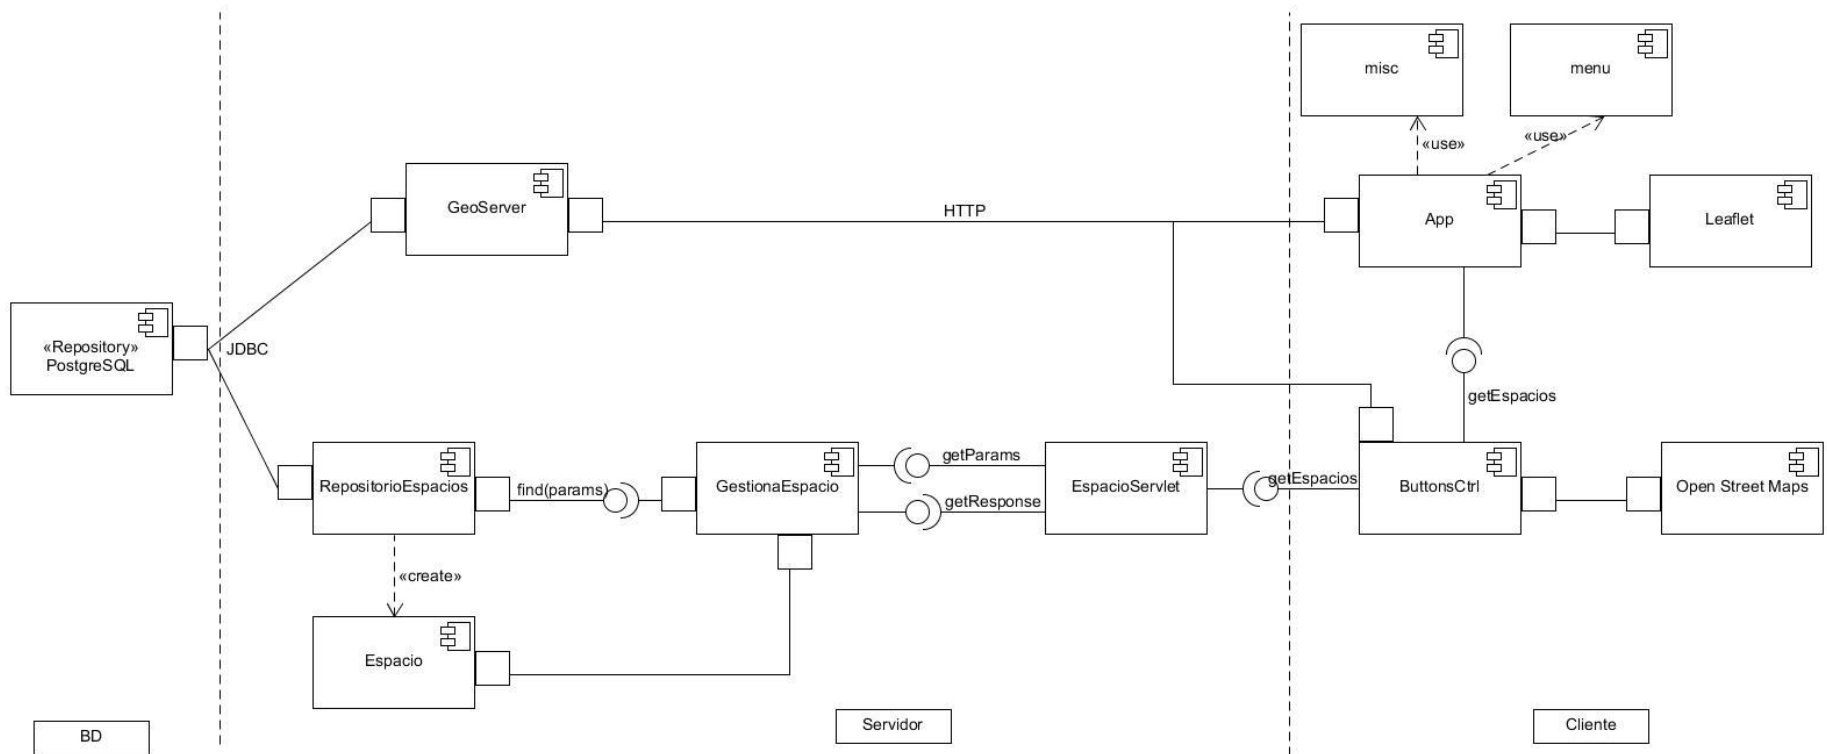 misc
menu
«use»
«use»
GeoServer
HTTP
App
Leaflet
«Repository»
PostgreSQL
JDBC
getEspacios
RepositorioEspacios
find(params)
GestionaEspacio
getParams
getResponse
EspacioServlet
getEspacios
ButtonsCtrl
Open Street Maps
«create»
Espacio
BD
Servidor
Cliente